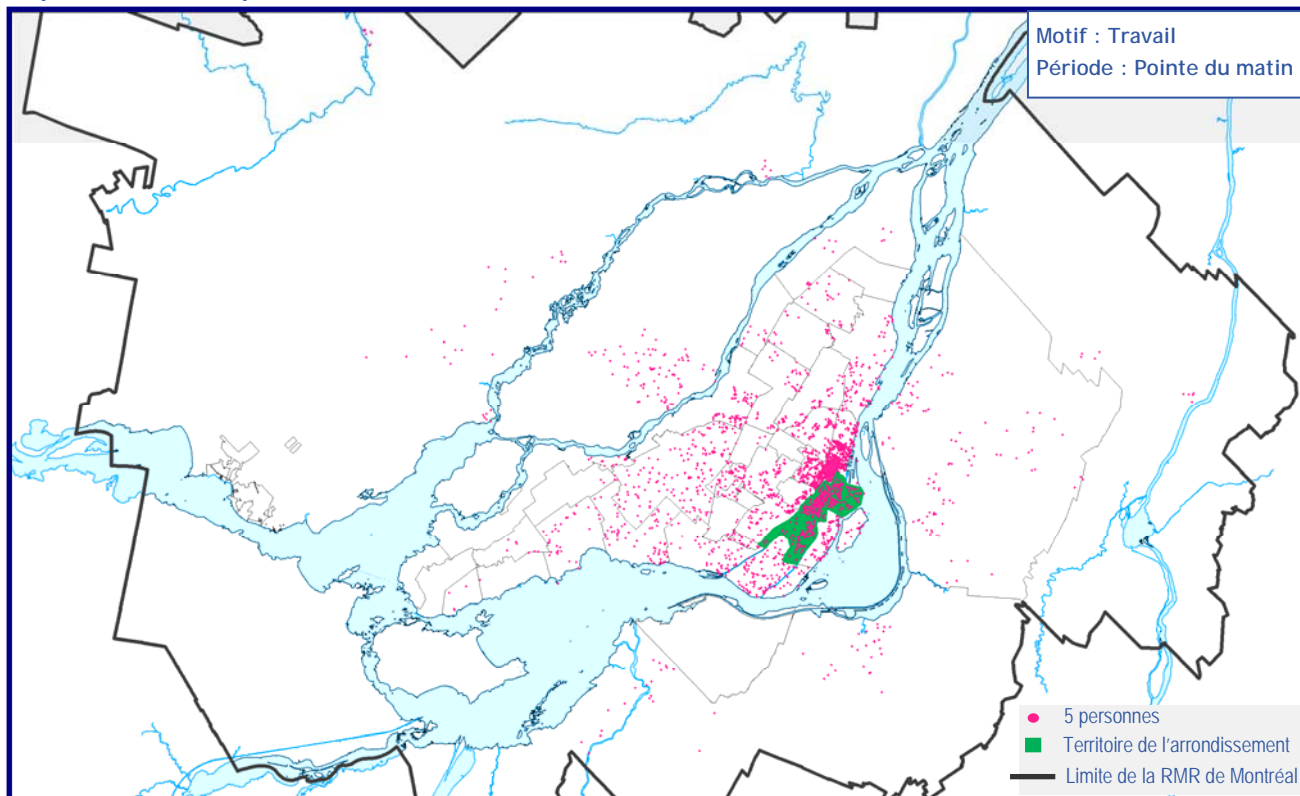 Motif : Travail
Période : Pointe du matin
5 personnes
Territoire de l'arrondissement
Limite de la RMR de Montréal